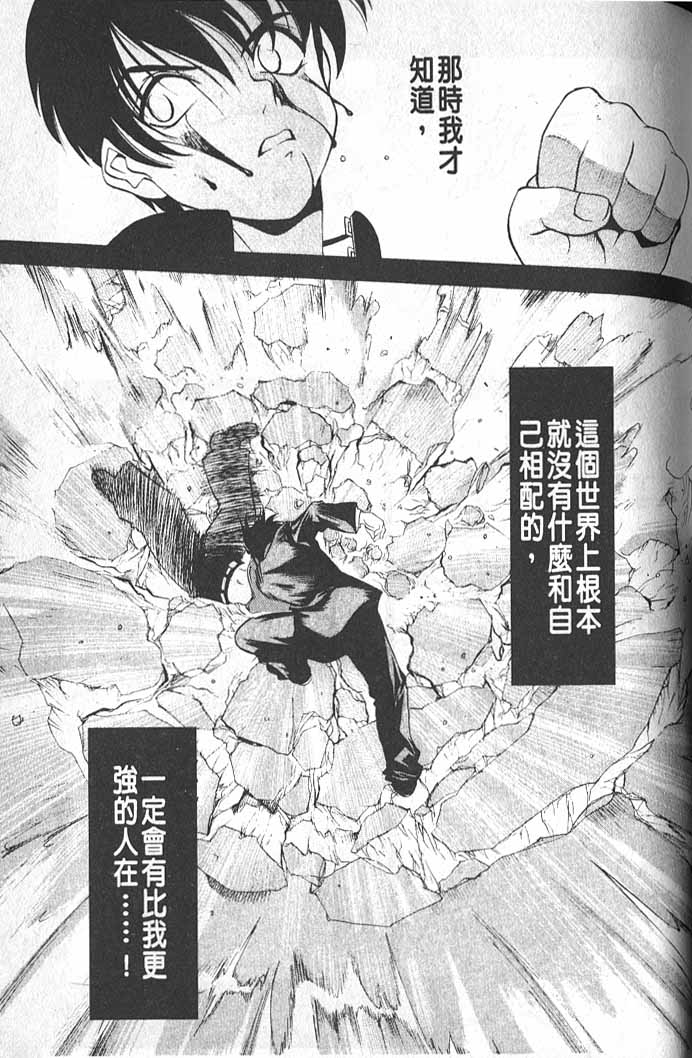 那時我才
知道，
這個世界上根本
就沒有什麼和自
己相配的，
一定會有比我更
強的人在……！